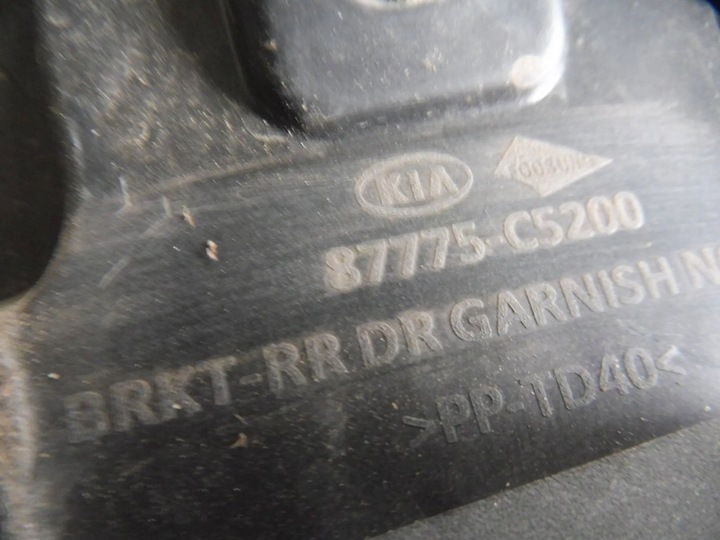 KIA
87775-C5200
BRKT-RR DR GARNISH
>PP-TD40<